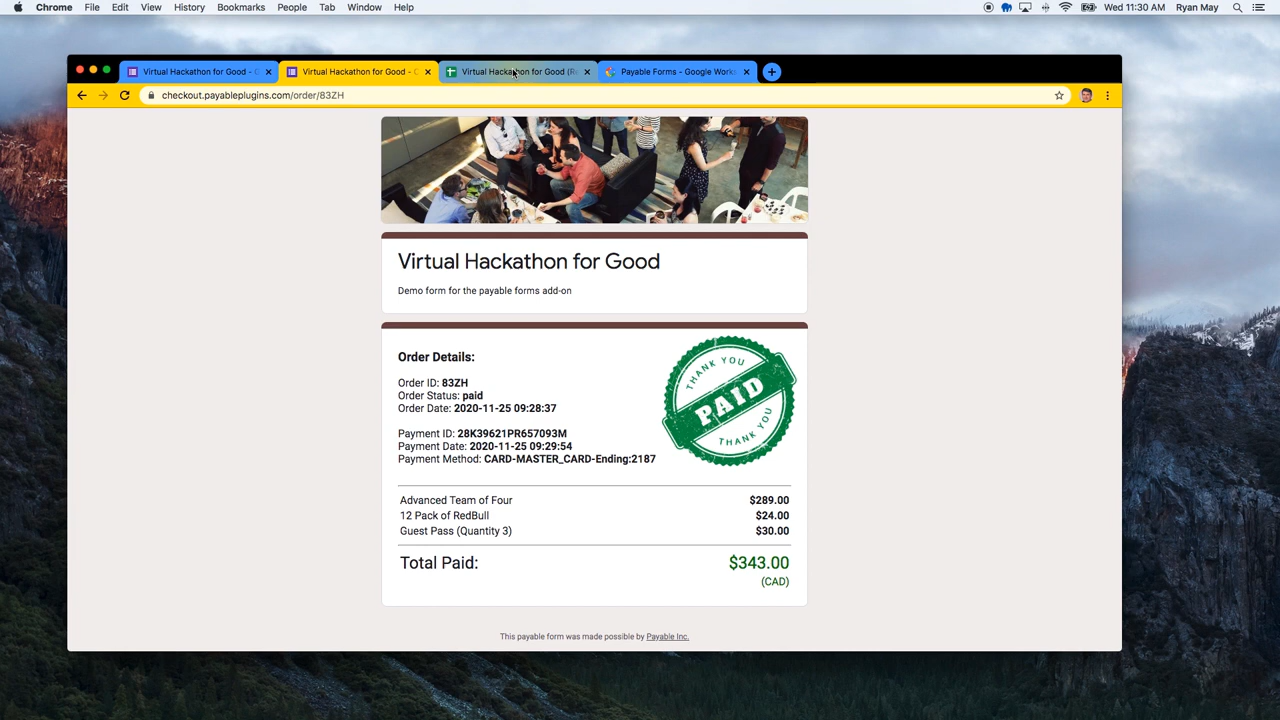 Chrome File Edit View History Bookmarks People Tab Window Help Wed 11:30 AM Ryan May
Virtual Hackathon for Good - Virtual Hackathon for Good - Virtual Hackathon for Good (Re Payable Forms - Google Works
checkout.payableplugins.com/order/83ZH
Virtual Hackathon for Good
Demo form for the payable forms add-on
Order Details:
Order ID: 83ZH
Order Status: paid
Order Date: 2020-11-25 09:28:37
Payment ID: 28K39621PR657093M
Payment Date: 2020-11-25 09:29:54
Payment Method: CARD-MASTER_CARD-Ending:2187
THANK YOU
PAID
THANK YOU
Advanced Team of Four $289.00
12 Pack of RedBull $24.00
Guest Pass (Quantity 3) $30.00
Total Paid: $343.00
(CAD)
This payable form was made possible by Payable Inc.